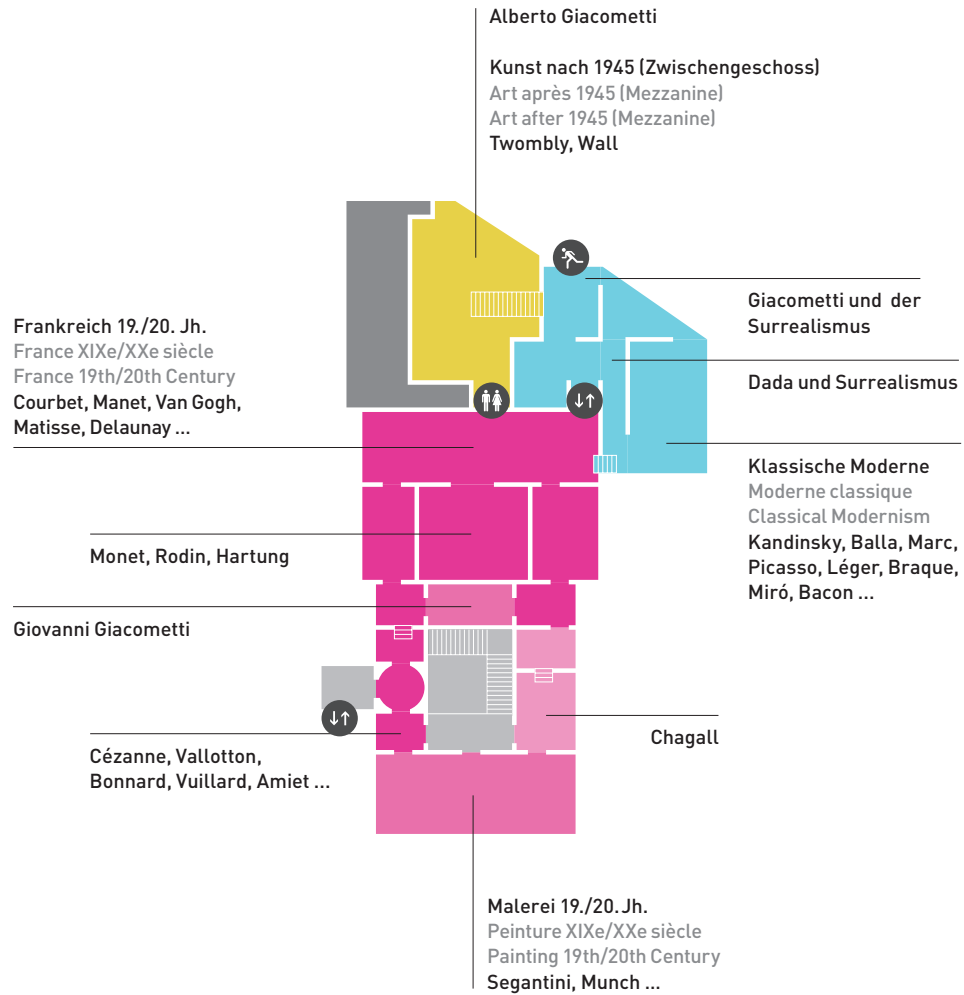 Alberto Giacometti
Kunst nach 1945 (Zwischengeschoss)
Art après 1945 (Mezzanine)
Art after 1945 (Mezzanine)
Twombly, Wall
Giacometti und der
Surrealismus
Frankreich 19./20. Jh.
France XIXe/XXe siècle
France 19th/20th Century
Courbet, Manet, Van Gogh,
Matisse, Delaunay ...
Dada und Surrealismus
Klassische Moderne
Moderne classique
Classical Modernism
Kandinsky, Balla, Marc,
Picasso, Léger, Braque,
Miró, Bacon ...
Monet, Rodin, Hartung
Giovanni Giacometti
Chagall
Cézanne, Vallotton,
Bonnard, Vuillard, Amiet ...
Malerei 19./20. Jh.
Peinture XIXe/XXe siècle
Painting 19th/20th Century
Segantini, Munch ...